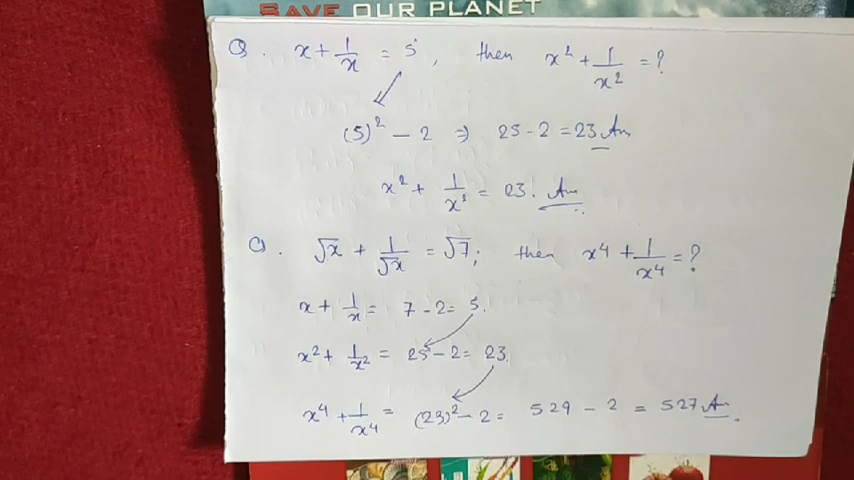 SAVE OUR PLANET
Q. x + 1/x = 5, then x² + 1/x² = ?
(5)² - 2 ⇒ 25 - 2 = 23 Ans
x² + 1/x² = 23. Ans
Q. √x + 1/√x = √7; then x⁴ + 1/x⁴ = ?
x + 1/x = 7 - 2 = 5.
x² + 1/x² = 25 - 2 = 23.
x⁴ + 1/x⁴ = (23)² - 2 = 529 - 2 = 527 Ans.